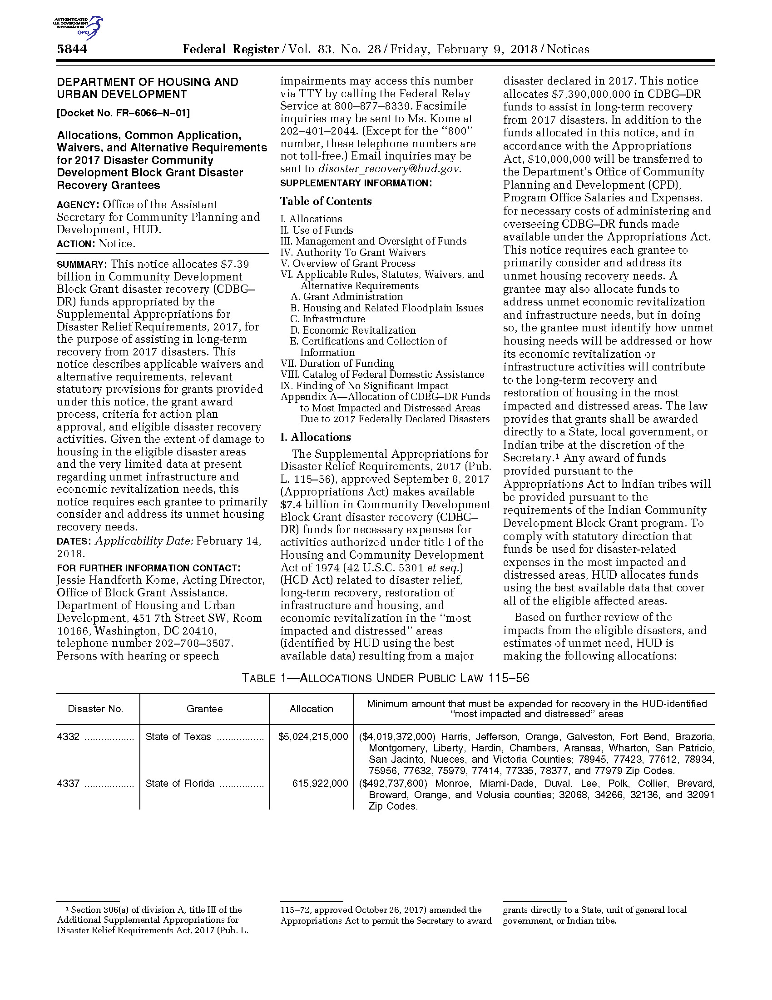 AUTHENTICATED
U.S. GOVERNMENT
INFORMATION
GPO
5844
Federal Register / Vol. 83, No. 28 / Friday, February 9, 2018 / Notices
DEPARTMENT OF HOUSING AND
URBAN DEVELOPMENT
[Docket No. FR–6066–N–01]
Allocations, Common Application,
Waivers, and Alternative Requirements
for 2017 Disaster Community
Development Block Grant Disaster
Recovery Grantees
AGENCY: Office of the Assistant
Secretary for Community Planning and
Development, HUD.
ACTION: Notice.
SUMMARY: This notice allocates $7.39
billion in Community Development
Block Grant disaster recovery (CDBG–
DR) funds appropriated by the
Supplemental Appropriations for
Disaster Relief Requirements, 2017, for
the purpose of assisting in long-term
recovery from 2017 disasters. This
notice describes applicable waivers and
alternative requirements, relevant
statutory provisions for grants provided
under this notice, the grant award
process, criteria for action plan
approval, and eligible disaster recovery
activities. Given the extent of damage to
housing in the eligible disaster areas
and the very limited data at present
regarding unmet infrastructure and
economic revitalization needs, this
notice requires each grantee to primarily
consider and address its unmet housing
recovery needs.
DATES: Applicability Date: February 14,
2018.
FOR FURTHER INFORMATION CONTACT:
Jessie Handforth Kome, Acting Director,
Office of Block Grant Assistance,
Department of Housing and Urban
Development, 451 7th Street SW, Room
10166, Washington, DC 20410,
telephone number 202–708–3587.
Persons with hearing or speech
impairments may access this number
via TTY by calling the Federal Relay
Service at 800–877–8339. Facsimile
inquiries may be sent to Ms. Kome at
202–401–2044. (Except for the ‘‘800’’
number, these telephone numbers are
not toll-free.) Email inquiries may be
sent to disaster_recovery@hud.gov.
SUPPLEMENTARY INFORMATION:
Table of Contents
I. Allocations
II. Use of Funds
III. Management and Oversight of Funds
IV. Authority To Grant Waivers
V. Overview of Grant Process
VI. Applicable Rules, Statutes, Waivers, and
Alternative Requirements
A. Grant Administration
B. Housing and Related Floodplain Issues
C. Infrastructure
D. Economic Revitalization
E. Certifications and Collection of
Information
VII. Duration of Funding
VIII. Catalog of Federal Domestic Assistance
IX. Finding of No Significant Impact
Appendix A—Allocation of CDBG–DR Funds
to Most Impacted and Distressed Areas
Due to 2017 Federally Declared Disasters
I. Allocations
The Supplemental Appropriations for
Disaster Relief Requirements, 2017 (Pub.
L. 115–56), approved September 8, 2017
(Appropriations Act) makes available
$7.4 billion in Community Development
Block Grant disaster recovery (CDBG–
DR) funds for necessary expenses for
activities authorized under title I of the
Housing and Community Development
Act of 1974 (42 U.S.C. 5301 et seq.)
(HCD Act) related to disaster relief,
long-term recovery, restoration of
infrastructure and housing, and
economic revitalization in the ‘‘most
impacted and distressed’’ areas
(identified by HUD using the best
available data) resulting from a major
disaster declared in 2017. This notice
allocates $7,390,000,000 in CDBG–DR
funds to assist in long-term recovery
from 2017 disasters. In addition to the
funds allocated in this notice, and in
accordance with the Appropriations
Act, $10,000,000 will be transferred to
the Department’s Office of Community
Planning and Development (CPD),
Program Office Salaries and Expenses,
for necessary costs of administering and
overseeing CDBG–DR funds made
available under the Appropriations Act.
This notice requires each grantee to
primarily consider and address its
unmet housing recovery needs. A
grantee may also allocate funds to
address unmet economic revitalization
and infrastructure needs, but in doing
so, the grantee must identify how unmet
housing needs will be addressed or how
its economic revitalization or
infrastructure activities will contribute
to the long-term recovery and
restoration of housing in the most
impacted and distressed areas. The law
provides that grants shall be awarded
directly to a State, local government, or
Indian tribe at the discretion of the
Secretary.¹ Any award of funds
provided pursuant to the
Appropriations Act to Indian tribes will
be provided pursuant to the
requirements of the Indian Community
Development Block Grant program. To
comply with statutory direction that
funds be used for disaster-related
expenses in the most impacted and
distressed areas, HUD allocates funds
using the best available data that cover
all of the eligible affected areas.
Based on further review of the
impacts from the eligible disasters, and
estimates of unmet need, HUD is
making the following allocations:
TABLE 1—ALLOCATIONS UNDER PUBLIC LAW 115–56
Disaster No. Grantee Allocation Minimum amount that must be expended for recovery in the HUD-identified
‘‘most impacted and distressed’’ areas
4332 .................. State of Texas ................. $5,024,215,000 ($4,019,372,000) Harris, Jefferson, Orange, Galveston, Fort Bend, Brazoria,
Montgomery, Liberty, Hardin, Chambers, Aransas, Wharton, San Patricio,
San Jacinto, Nueces, and Victoria Counties; 78945, 77423, 77612, 78934,
75956, 77632, 75979, 77414, 77335, 78377, and 77979 Zip Codes.
4337 .................. State of Florida ................ 615,922,000 ($492,737,600) Monroe, Miami-Dade, Duval, Lee, Polk, Collier, Brevard,
Broward, Orange, and Volusia counties; 32068, 34266, 32136, and 32091
Zip Codes.
¹ Section 306(a) of division A, title III of the
Additional Supplemental Appropriations for
Disaster Relief Requirements Act, 2017 (Pub. L.
115–72, approved October 26, 2017) amended the
Appropriations Act to permit the Secretary to award
grants directly to a State, unit of general local
government, or Indian tribe.